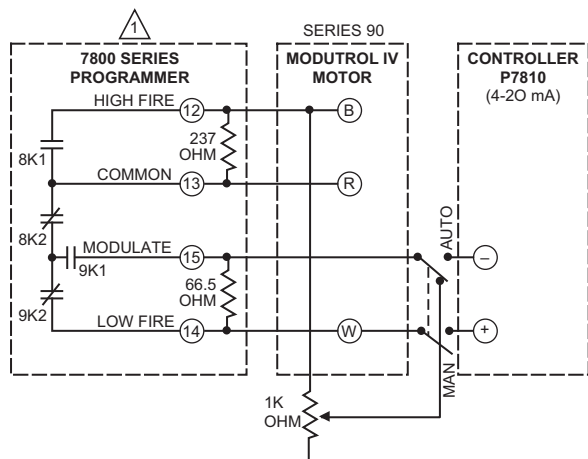 1
SERIES 90
7800 SERIES
PROGRAMMER
MODUTROL IV
MOTOR
CONTROLLER
P7810
(4-2O mA)
HIGH FIRE
12
B
8K1
237
OHM
COMMON
13
R
8K2
MODULATE
15
AUTO
–
9K1
66.5
OHM
9K2
LOW FIRE
14
W
+
MAN
1K
OHM